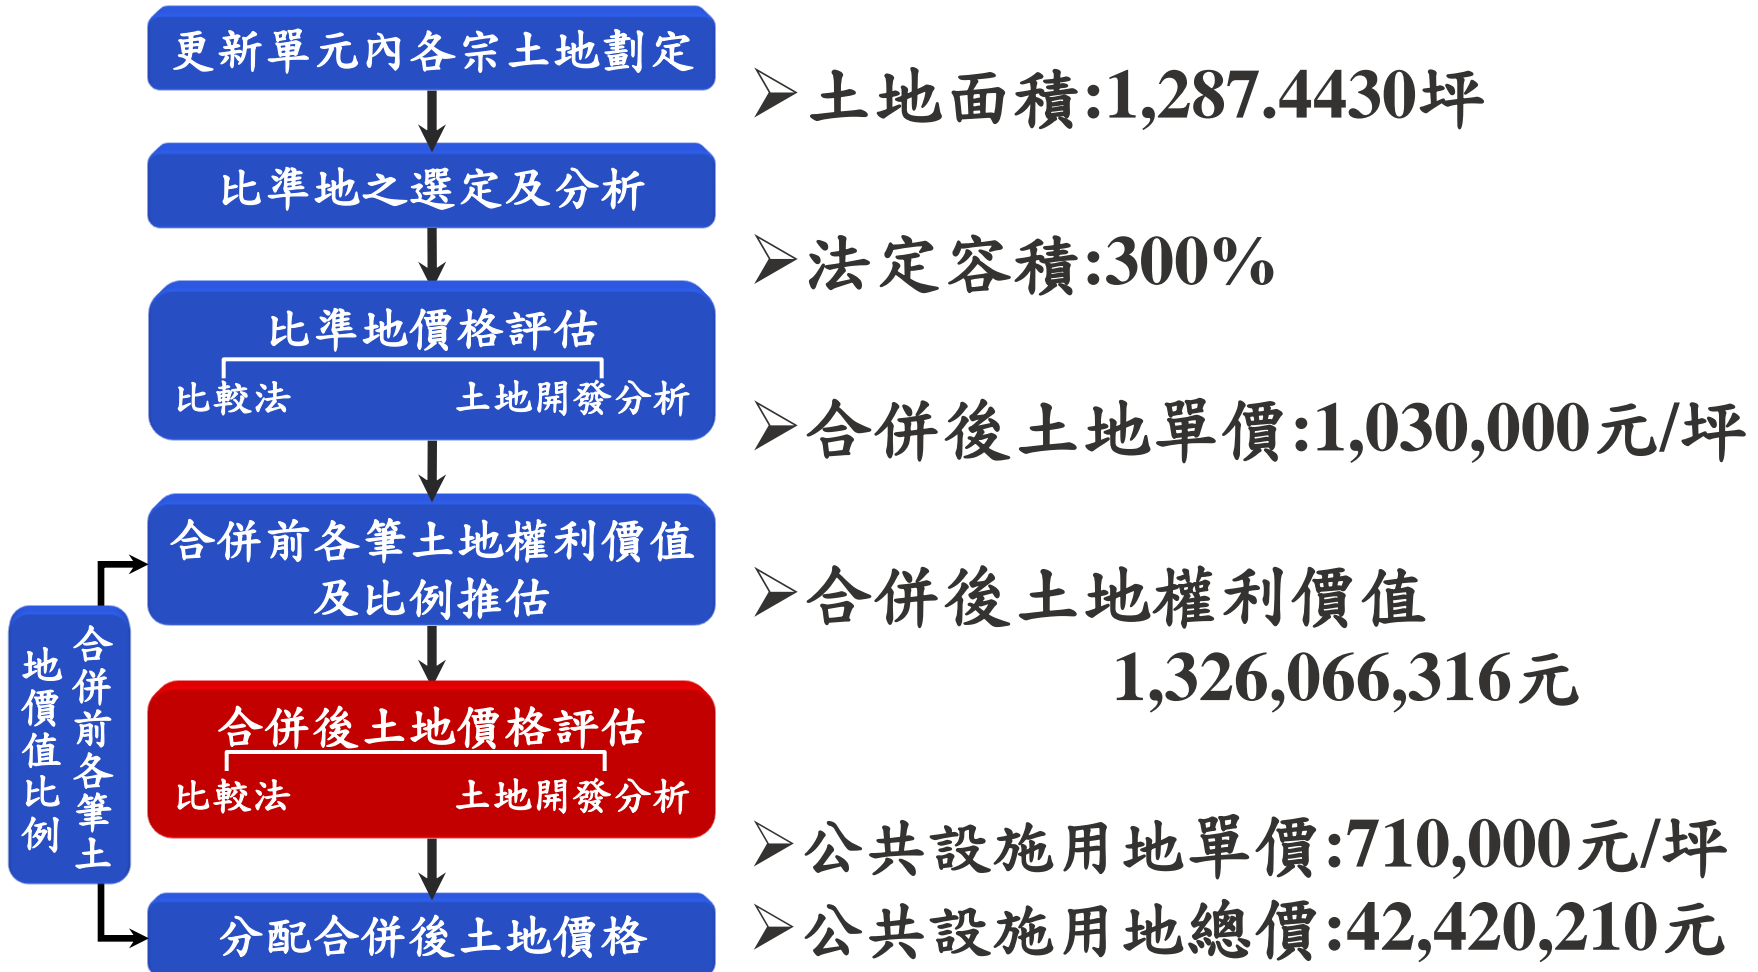 更新單元內各宗土地劃定
比準地之選定及分析
比準地價格評估
比較法
土地開發分析
合併前各筆土地權利價值
及比例推估
合併前各筆土
地價值比例
合併後土地價格評估
比較法
土地開發分析
分配合併後土地價格
➢土地面積:1,287.4430坪
➢法定容積:300%
➢合併後土地單價:1,030,000元/坪
➢合併後土地權利價值
1,326,066,316元
➢公共設施用地單價:710,000元/坪
➢公共設施用地總價:42,420,210元